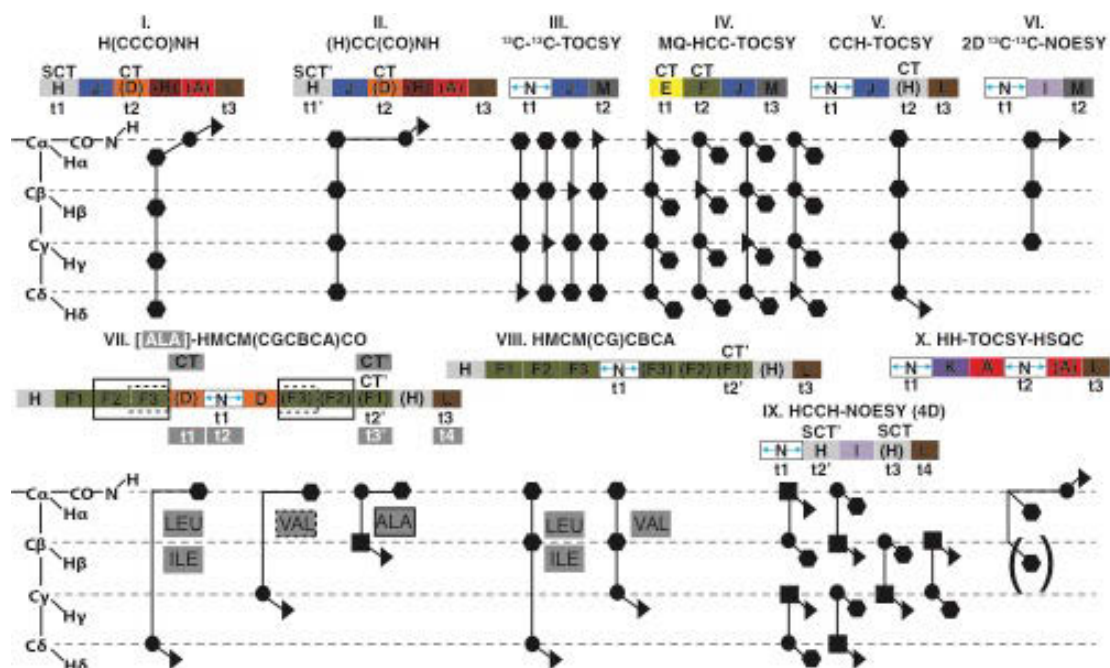 I. II. III. IV. V. VI.
H(CCCO)NH (H)CC(CO)NH ¹³C-¹³C-TOCSY MQ-HCC-TOCSY CCH-TOCSY 2D ¹³C-¹³C-NOESY
SCT CT SCT' CT CT CT CT
H J (D) (H) (A) L H J (D) (H) (A) L N J M E F J M N J (H) L N I M
t1 t2 t3 t1' t2 t3 t1 t2 t1 t2 t3 t1 t2 t3 t1 t2
Cα CO N H
Hα
Cβ
Hβ
Cγ
Hγ
Cδ
Hδ
VII. [ALA]-HMCM(CGCBCA)CO VIII. HMCM(CG)CBCA X. HH-TOCSY-HSQC
CT CT
CT' CT'
H F1 F2 F3 (D) N D (F3) (F2) (F1) (H) L H F1 F2 F3 N (F3) (F2) (F1) (H) L N K A N (A) L
t1 t2' t3 t1 t2' t3 t1 t2 t3
t1 t2 t3' t4
IX. HCCH-NOESY (4D)
SCT' SCT
N H I (H) L
t1 t2' t3 t4
Cα CO N H
Hα
LEU VAL ALA LEU VAL
Cβ
ILE ILE
Hβ
Cγ
Hγ
Cδ
Hδ